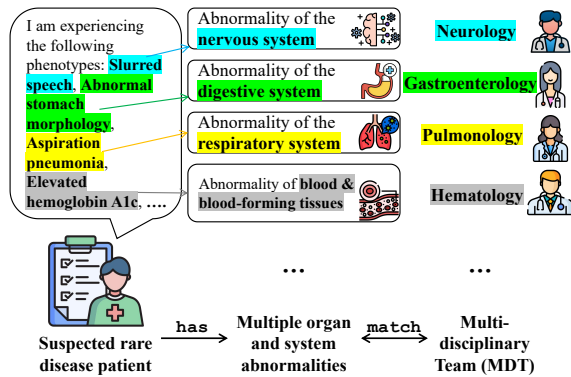 I am experiencing
the following
phenotypes: Slurred
speech, Abnormal
stomach
morphology,
Aspiration
pneumonia,
Elevated
hemoglobin A1c, ....
Abnormality of the
nervous system
Neurology
Abnormality of the
digestive system
Gastroenterology
Abnormality of the
respiratory system
Pulmonology
Abnormality of blood &
blood-forming tissues
Hematology
...
...
Suspected rare
disease patient
has
Multiple organ
and system
abnormalities
match
Multi-
disciplinary
Team (MDT)